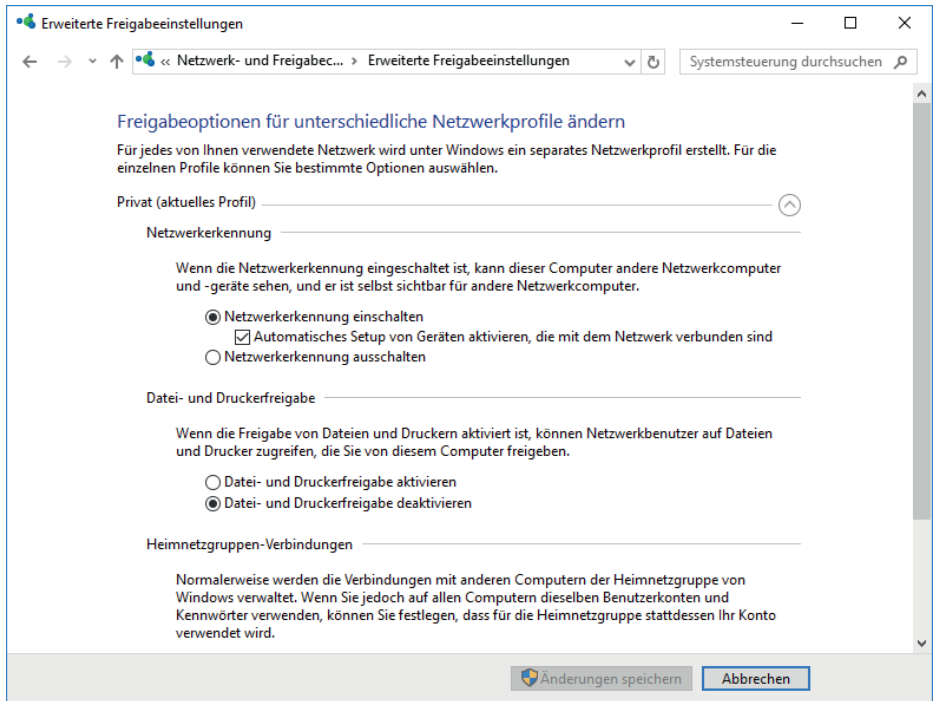 Erweiterte Freigabeeinstellungen
« Netzwerk- und Freigabec... > Erweiterte Freigabeeinstellungen
Systemsteuerung durchsuchen
Freigabeoptionen für unterschiedliche Netzwerkprofile ändern
Für jedes von Ihnen verwendete Netzwerk wird unter Windows ein separates Netzwerkprofil erstellt. Für die
einzelnen Profile können Sie bestimmte Optionen auswählen.
Privat (aktuelles Profil)
Netzwerkerkennung
Wenn die Netzwerkerkennung eingeschaltet ist, kann dieser Computer andere Netzwerkcomputer
und -geräte sehen, und er ist selbst sichtbar für andere Netzwerkcomputer.
Netzwerkerkennung einschalten
Automatisches Setup von Geräten aktivieren, die mit dem Netzwerk verbunden sind
Netzwerkerkennung ausschalten
Datei- und Druckerfreigabe
Wenn die Freigabe von Dateien und Druckern aktiviert ist, können Netzwerkbenutzer auf Dateien
und Drucker zugreifen, die Sie von diesem Computer freigeben.
Datei- und Druckerfreigabe aktivieren
Datei- und Druckerfreigabe deaktivieren
Heimnetzgruppen-Verbindungen
Normalerweise werden die Verbindungen mit anderen Computern der Heimnetzgruppe von
Windows verwaltet. Wenn Sie jedoch auf allen Computern dieselben Benutzerkonten und
Kennwörter verwenden, können Sie festlegen, dass für die Heimnetzgruppe stattdessen Ihr Konto
verwendet wird.
Änderungen speichern
Abbrechen